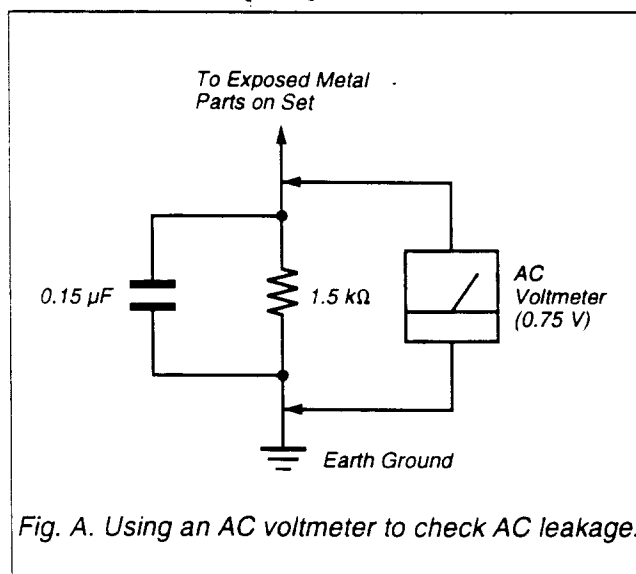 To Exposed Metal
Parts on Set
0.15 µF
1.5 kΩ
AC
Voltmeter
(0.75 V)
Earth Ground
Fig. A. Using an AC voltmeter to check AC leakage.